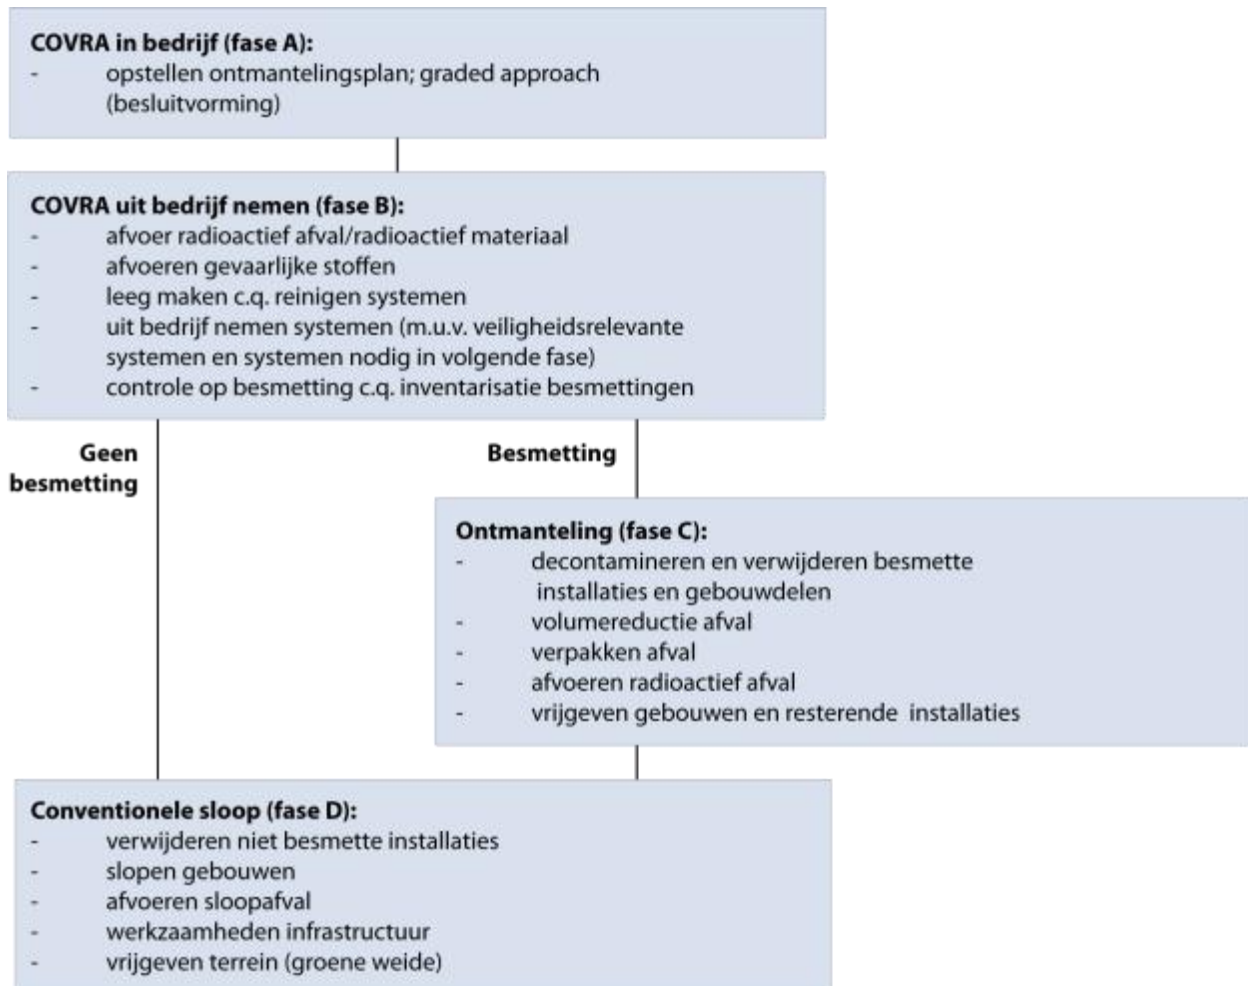 COVRA in bedrijf (fase A):
- opstellen ontmantelingsplan; graded approach
(besluitvorming)
COVRA uit bedrijf nemen (fase B):
- afvoer radioactief afval/radioactief materiaal
- afvoeren gevaarlijke stoffen
- leeg maken c.q. reinigen systemen
- uit bedrijf nemen systemen (m.u.v. veiligheidsrelevante
systemen en systemen nodig in volgende fase)
- controle op besmetting c.q. inventarisatie besmettingen
Geen
besmetting
Besmetting
Ontmanteling (fase C):
- decontamineren en verwijderen besmette
installaties en gebouwdelen
- volumereductie afval
- verpakken afval
- afvoeren radioactief afval
- vrijgeven gebouwen en resterende installaties
Conventionele sloop (fase D):
- verwijderen niet besmette installaties
- slopen gebouwen
- afvoeren sloopafval
- werkzaamheden infrastructuur
- vrijgeven terrein (groene weide)